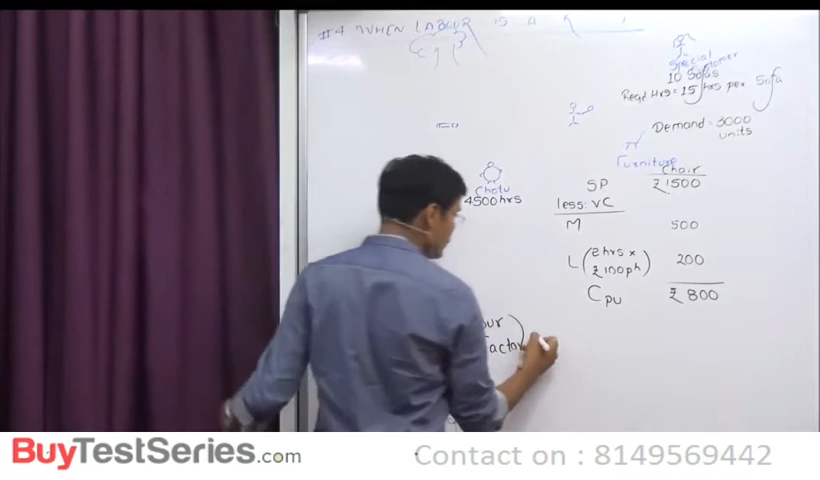 #4 WHEN LABOUR IS A
Special
Customer
10 Sofas
Reqd Hrs = 15 hrs per Sofa
Demand = 3000
units
Furniture
Chair
Chotu
4500 hrs
SP ₹1500
less: VC
M 500
L (2 hrs x
₹100ph) 200
Cpu ₹800
our
actor
BuyTestSeries.com
Contact on : 8149569442